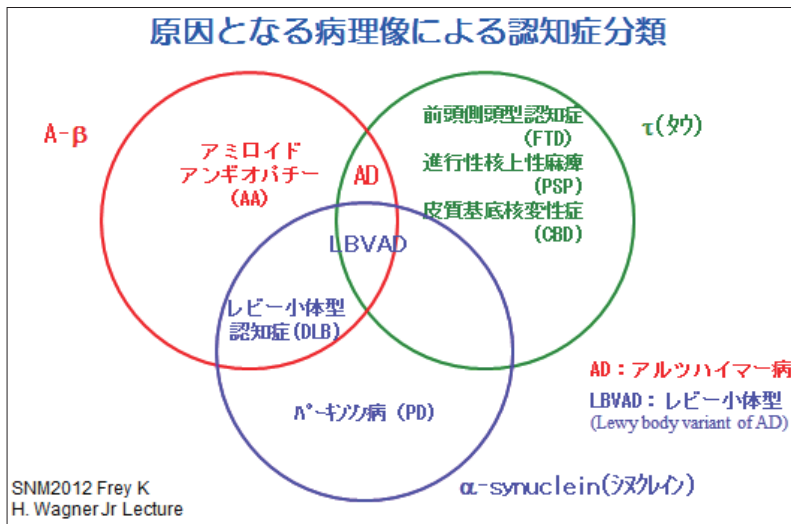 原因となる病理像による認知症分類
A-β
アミロイド
アンギオパチー
(AA)
AD
前頭側頭型認知症
(FTD)
進行性核上性麻痺
(PSP)
皮質基底核変性症
(CBD)
τ(タウ)
LBVAD
レビー小体型
認知症(DLB)
パーキンソン病 (PD)
AD：アルツハイマー病
LBVAD：レビー小体型
(Lewy body variant of AD)
α-synuclein(シヌクレイン)
SNM2012 Frey K
H. Wagner Jr Lecture